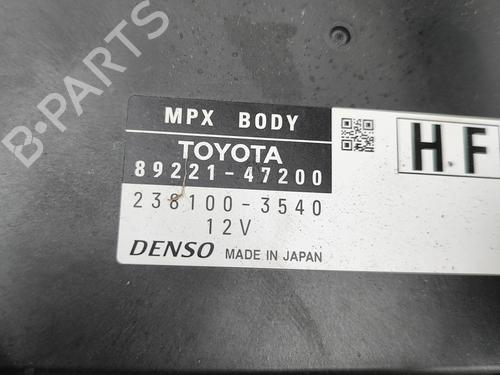 MPX BODY
TOYOTA
89221-47200
238100-3540
12V
DENSO MADE IN JAPAN
H.F
B-PARTS